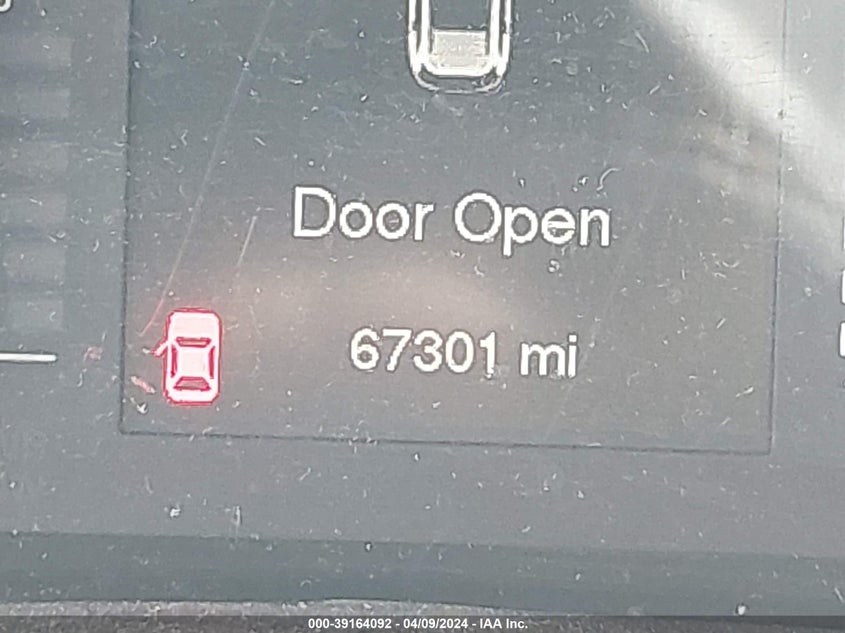 Door Open
67301 mi
000-39164092 - 04/09/2024 - IAA Inc.